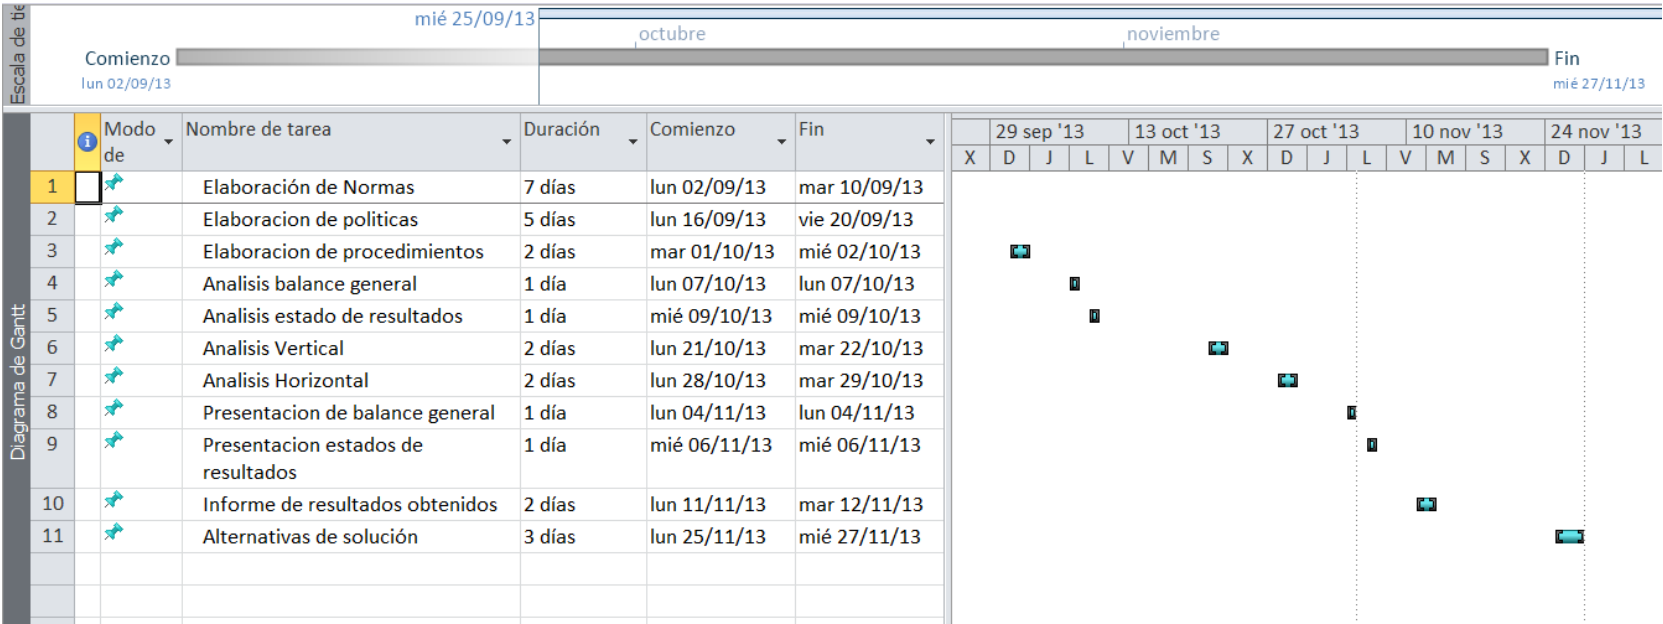 Escala de tie
mié 25/09/13
octubre
noviembre
Comienzo
lun 02/09/13
Fin
mié 27/11/13
Diagrama de Gantt
Modo de
Nombre de tarea
Duración
Comienzo
Fin
29 sep '13 13 oct '13 27 oct '13 10 nov '13 24 nov '13
X D J L V M S X D J L V M S X D J L
1 Elaboración de Normas 7 días lun 02/09/13 mar 10/09/13
2 Elaboracion de politicas 5 días lun 16/09/13 vie 20/09/13
3 Elaboracion de procedimientos 2 días mar 01/10/13 mié 02/10/13
4 Analisis balance general 1 día lun 07/10/13 lun 07/10/13
5 Analisis estado de resultados 1 día mié 09/10/13 mié 09/10/13
6 Analisis Vertical 2 días lun 21/10/13 mar 22/10/13
7 Analisis Horizontal 2 días lun 28/10/13 mar 29/10/13
8 Presentacion de balance general 1 día lun 04/11/13 lun 04/11/13
9 Presentacion estados de resultados 1 día mié 06/11/13 mié 06/11/13
10 Informe de resultados obtenidos 2 días lun 11/11/13 mar 12/11/13
11 Alternativas de solución 3 días lun 25/11/13 mié 27/11/13